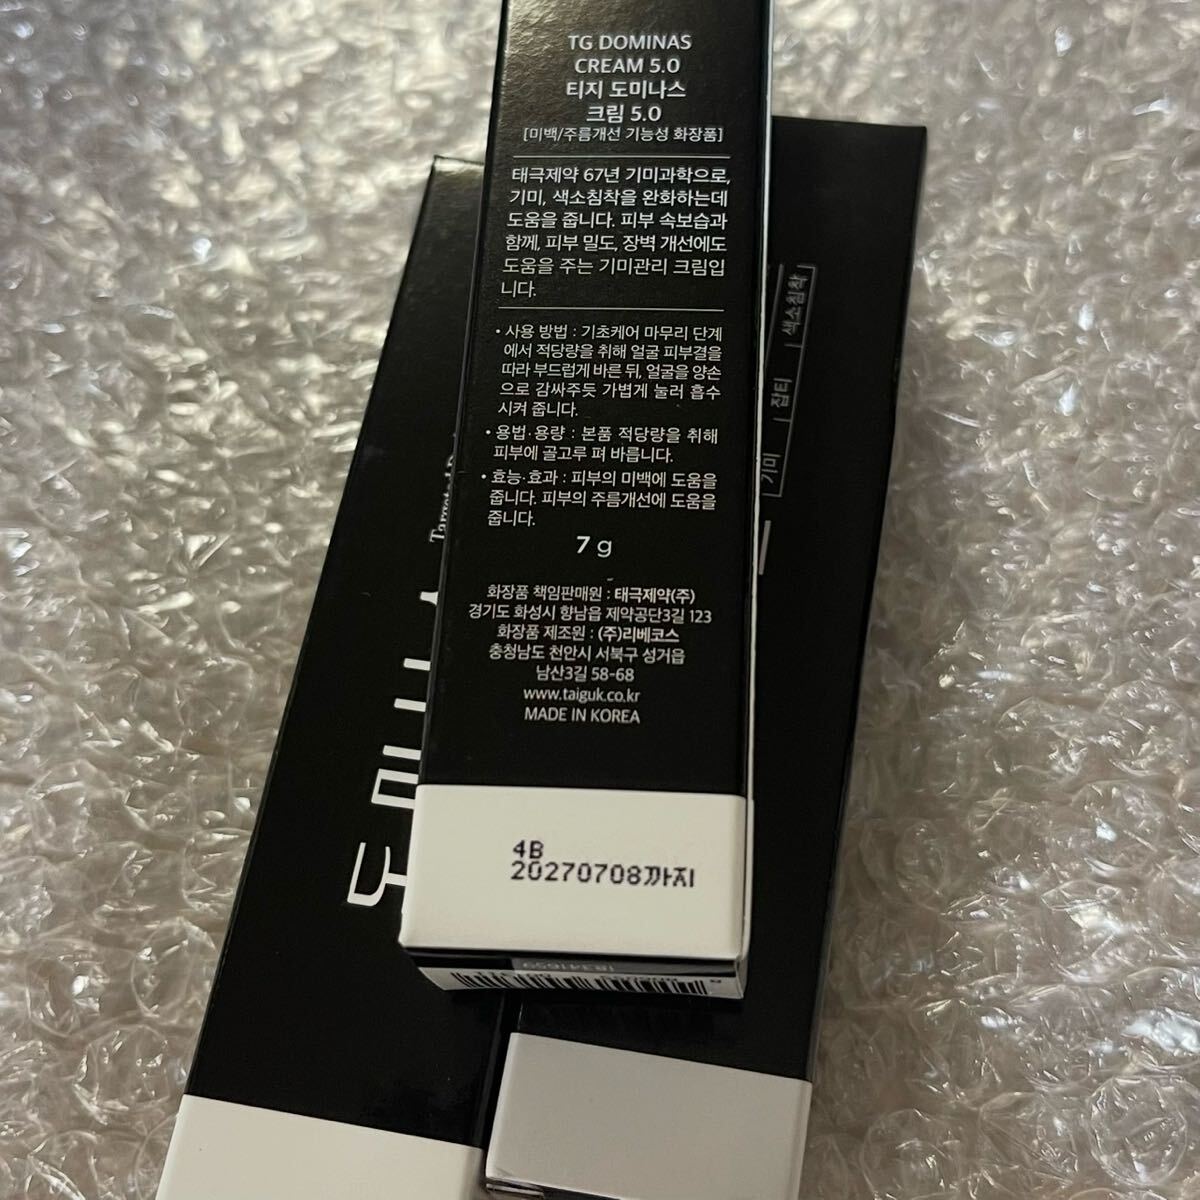 TG DOMINAS
CREAM 5.0
티지 도미나스
크림 5.0
[미백/주름개선 기능성 화장품]
태극제약 67년 기미과학으로,
기미, 색소침착을 완화하는데
도움을 줍니다. 피부 속보습과
함께, 피부 밀도, 장벽 개선에도
도움을 주는 기미관리 크림입
니다.
• 사용 방법 : 기초케어 마무리 단계
에서 적당량을 취해 얼굴 피부결을
따라 부드럽게 바른 뒤, 얼굴을 양손
으로 감싸주듯 가볍게 눌러 흡수
시켜 줍니다.
• 용법·용량 : 본품 적당량을 취해
피부에 골고루 펴 바릅니다.
• 효능·효과 : 피부의 미백에 도움을
줍니다. 피부의 주름개선에 도움을
줍니다.
7 g
화장품 책임판매원 : 태극제약(주)
경기도 화성시 향남읍 제약공단3길 123
화장품 제조원 : (주)리베코스
충청남도 천안시 서북구 성거읍
남산3길 58-68
www.taiguk.co.kr
MADE IN KOREA
4B
20270708까지
도미나
기미
잡티
색소침착